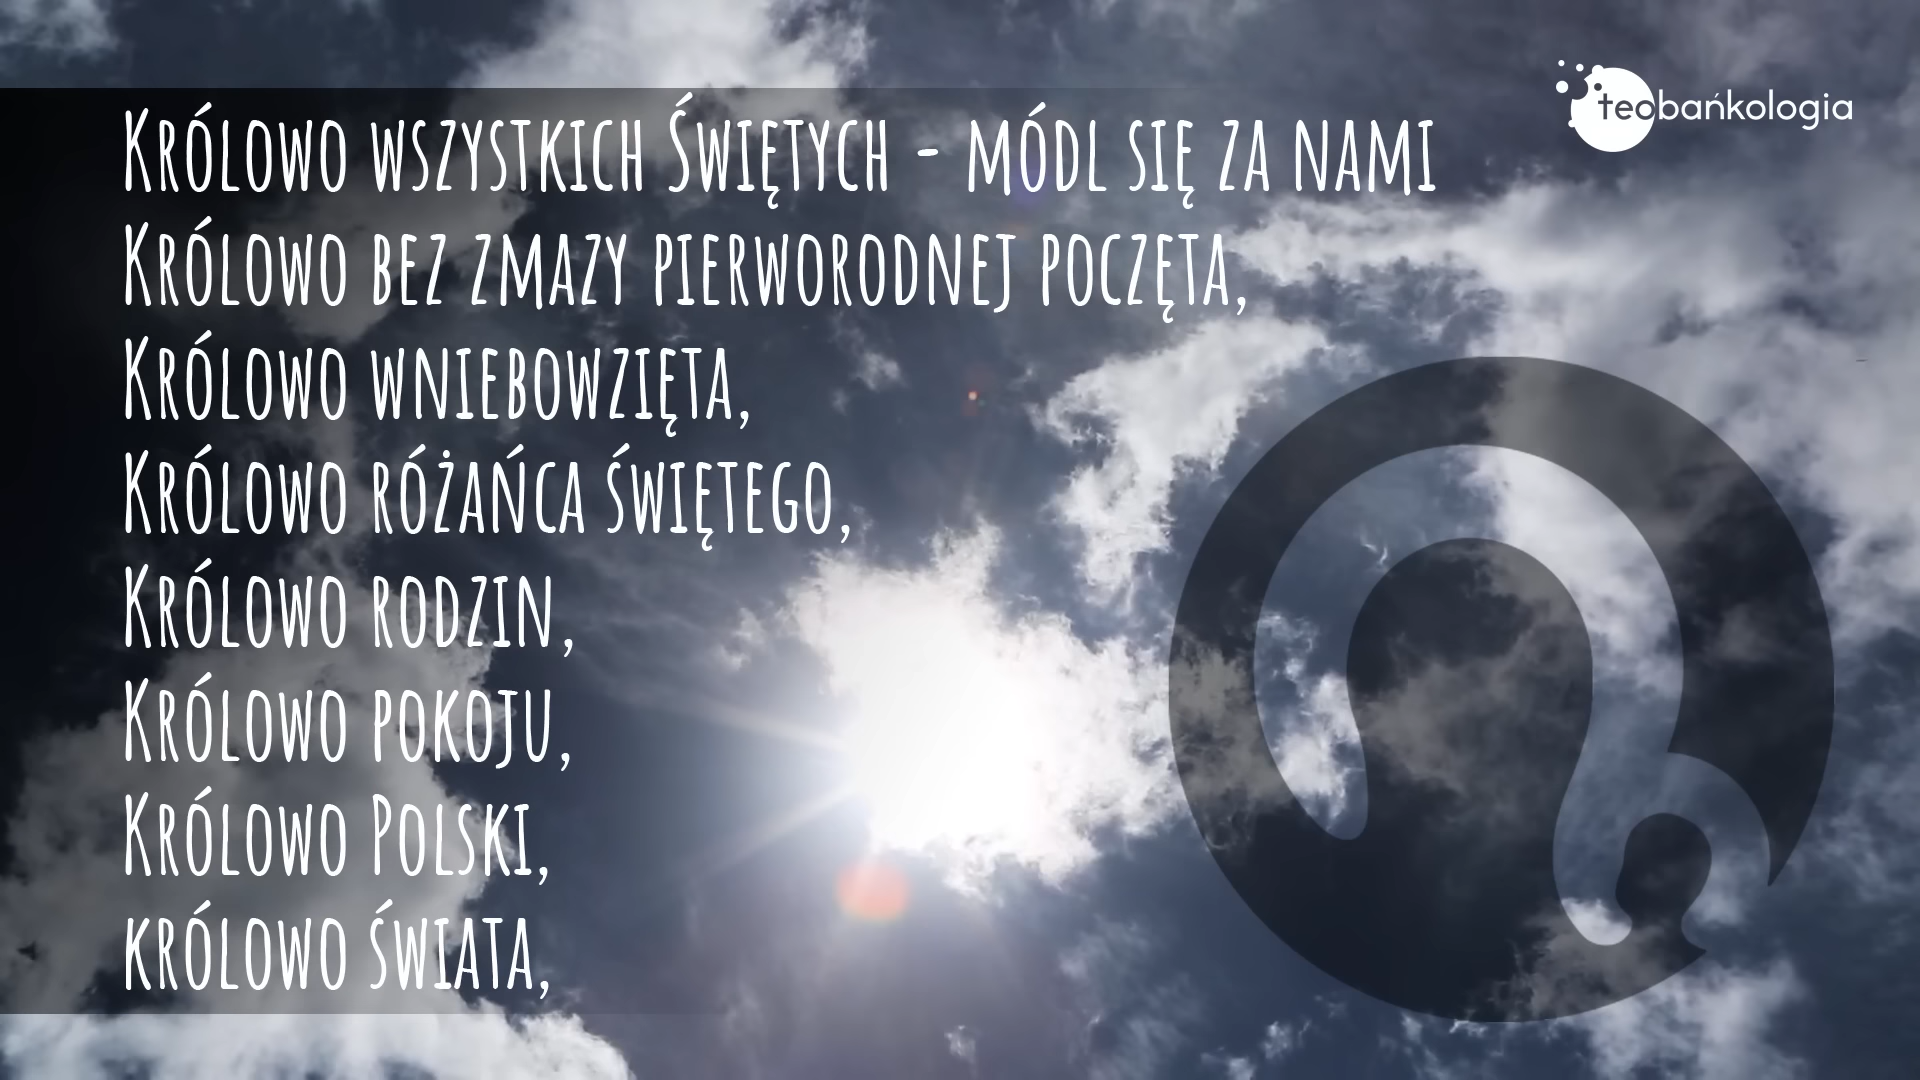 teobańkologia
Królowo wszystkich Świętych - módl się za nami
Królowo bez zmazy pierworodnej poczęta,
Królowo wniebowzięta,
Królowo różańca świętego,
Królowo rodzin,
Królowo pokoju,
Królowo Polski,
królowo świata,